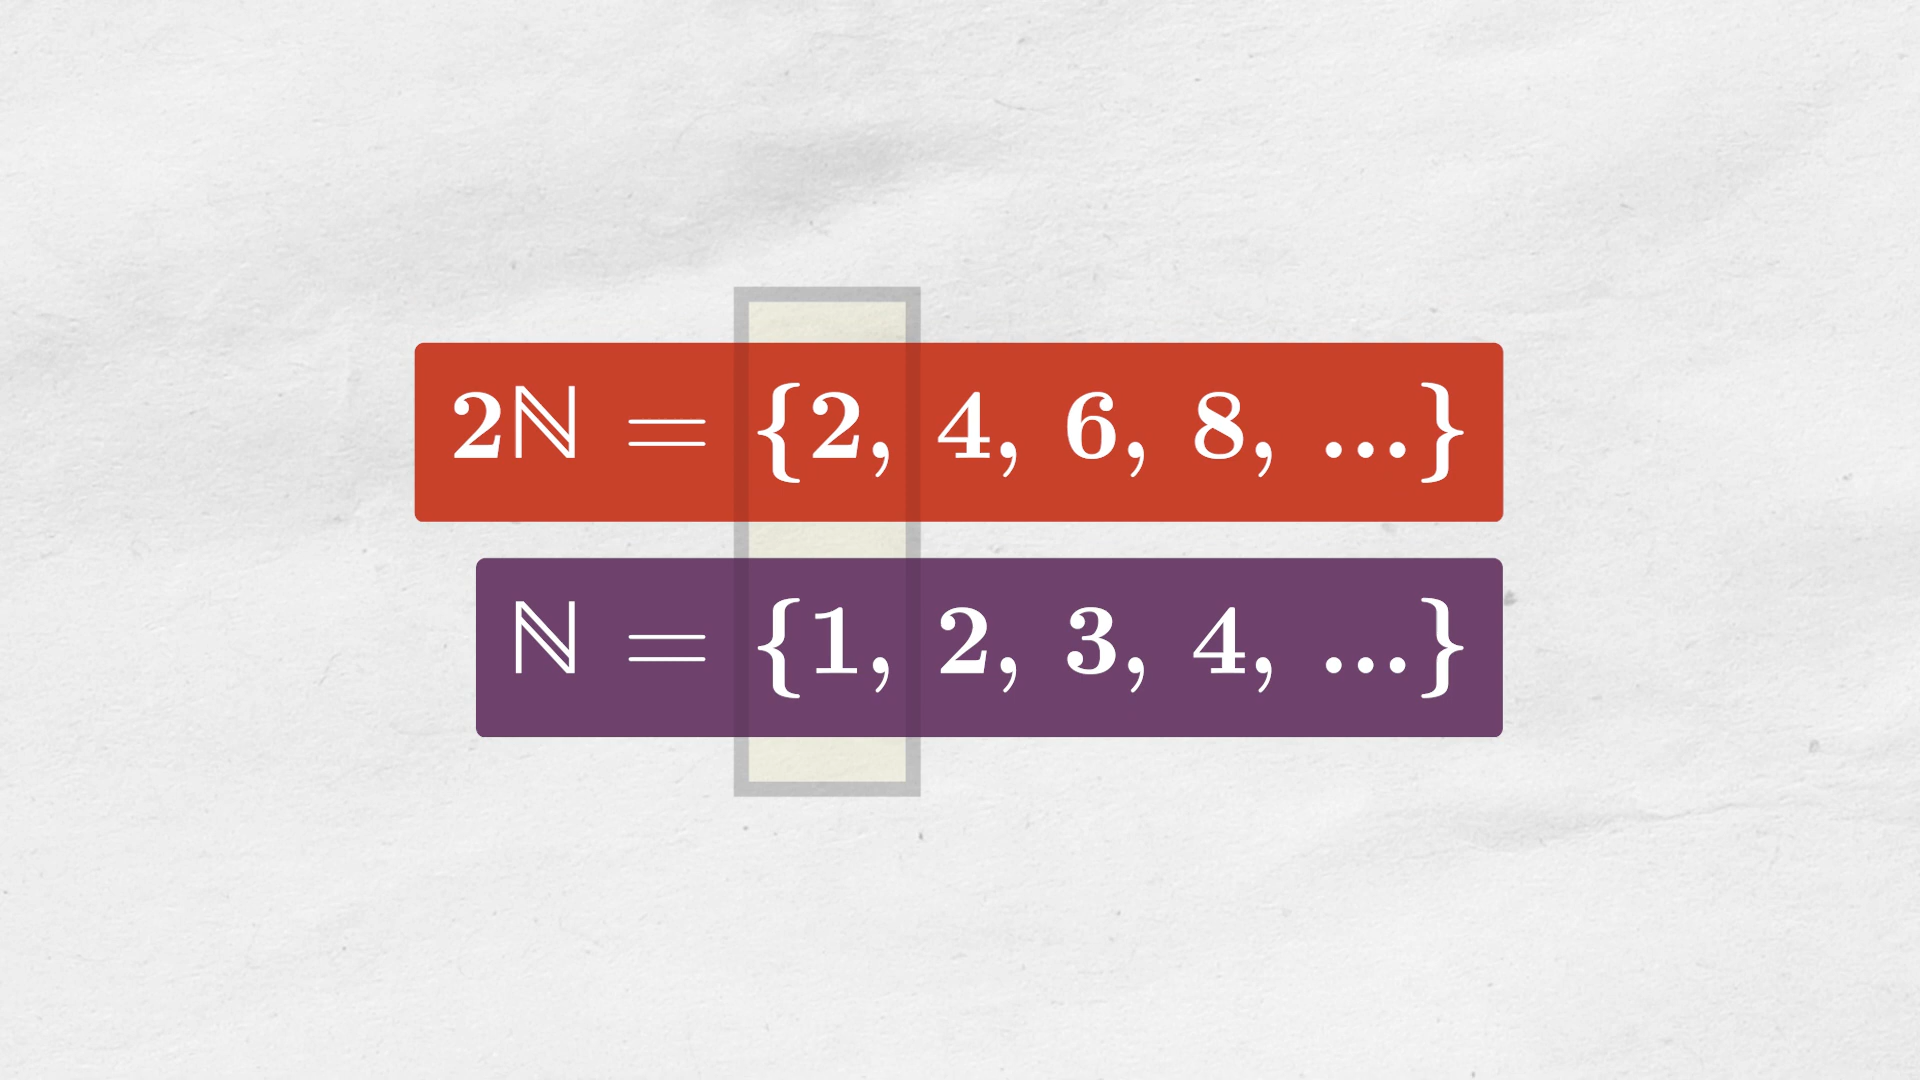 2ℕ = {2, 4, 6, 8, ...}
ℕ = {1, 2, 3, 4, ...}